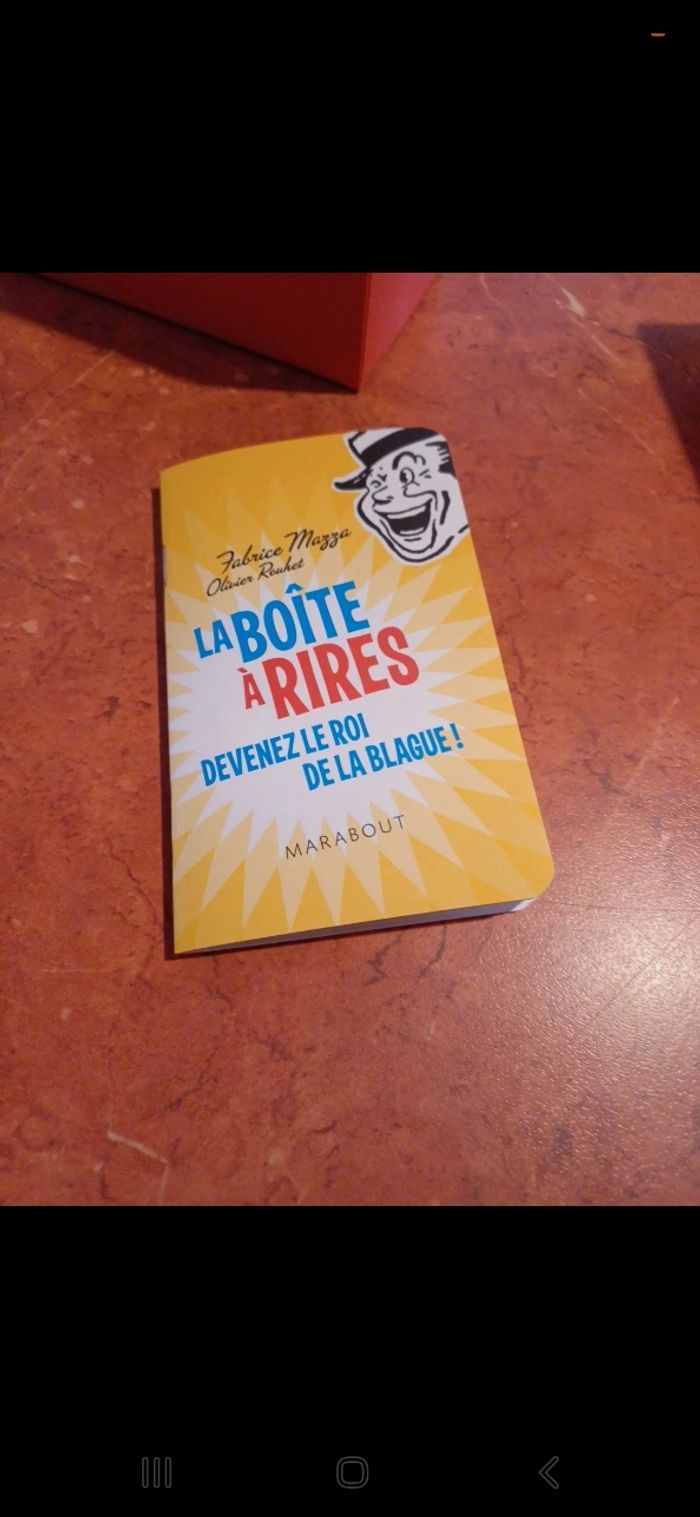 Fabrice Mazza
Olivier Rouhet
LA BOÎTE
À RIRES
DEVENEZ LE ROI
DE LA BLAGUE !
MARABOUT